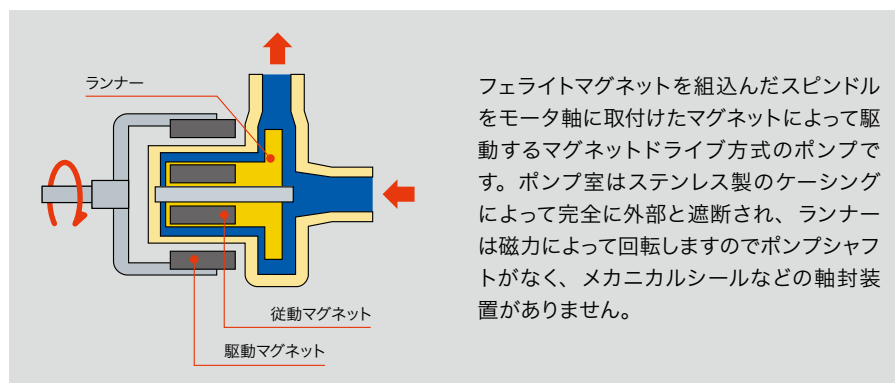 ランナー
従動マグネット
駆動マグネット
フェライトマグネットを組込んだスピンドル
をモータ軸に取付けたマグネットによって駆
動するマグネットドライブ方式のポンプで
す。ポンプ室はステンレス製のケーシング
によって完全に外部と遮断され、ランナー
は磁力によって回転しますのでポンプシャフ
トがなく、メカニカルシールなどの軸封装
置がありません。